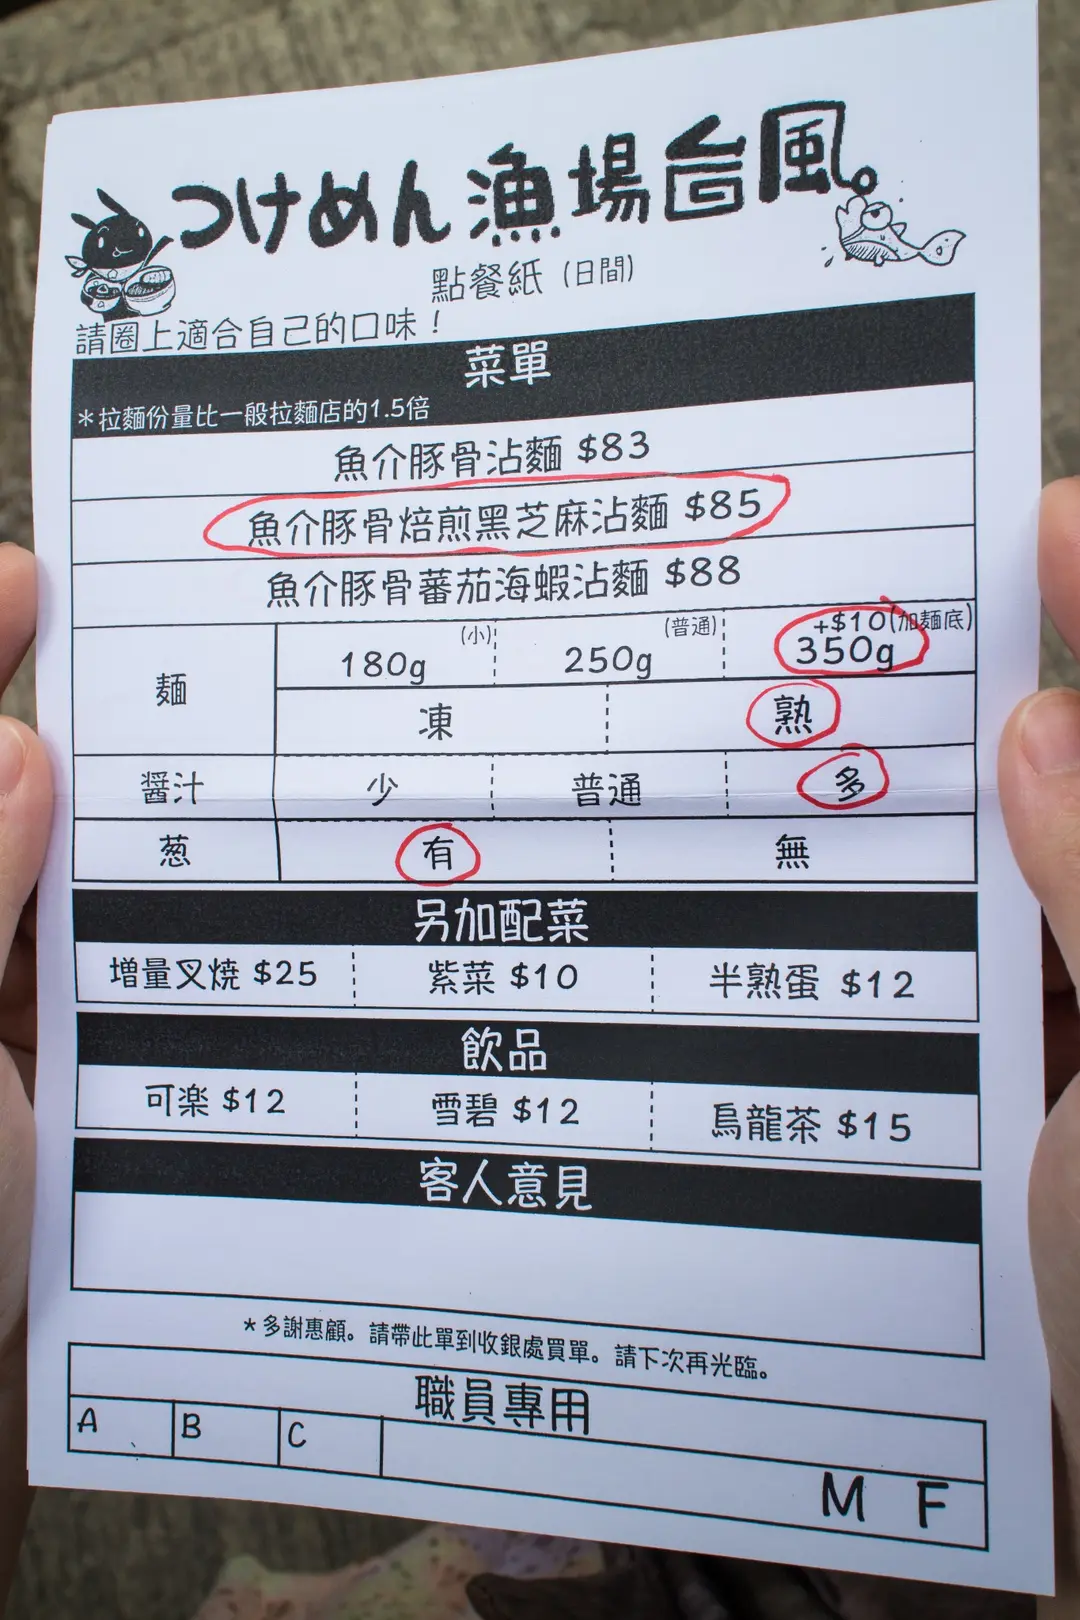 つけめん漁場台風。
點餐紙（日間）
請圈上適合自己的口味！
菜單
＊拉麵份量比一般拉麵店的1.5倍
魚介豚骨沾麵 $83
魚介豚骨焙煎黑芝麻沾麵 $85
魚介豚骨蕃茄海蝦沾麵 $88
麵
180g (小)
250g (普通)
+$10(加麵底)
350g
凍 熟
醬汁 少 普通 多
葱 有 無
另加配菜
增量叉燒 $25 紫菜 $10 半熟蛋 $12
飲品
可楽 $12 雪碧 $12 烏龍茶 $15
客人意見
＊多謝惠顧。請帶此單到收銀處買單。請下次再光臨。
職員專用
A B C
M F